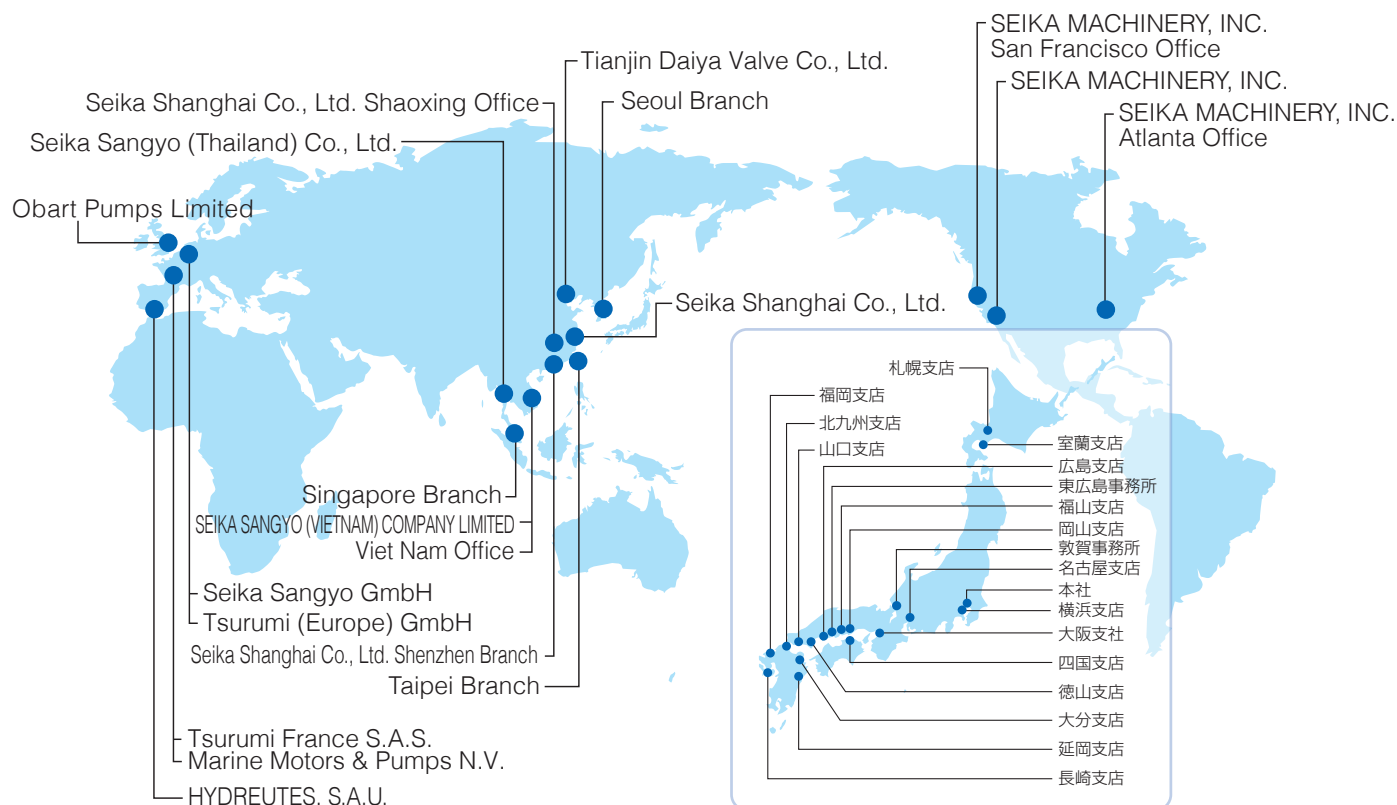 SEIKA MACHINERY, INC.
San Francisco Office
SEIKA MACHINERY, INC.
SEIKA MACHINERY, INC.
Atlanta Office
Tianjin Daiya Valve Co., Ltd.
Seika Shanghai Co., Ltd. Shaoxing Office
Seoul Branch
Seika Sangyo (Thailand) Co., Ltd.
Obart Pumps Limited
Seika Shanghai Co., Ltd.
Singapore Branch
SEIKA SANGYO (VIETNAM) COMPANY LIMITED
Viet Nam Office
Seika Sangyo GmbH
Tsurumi (Europe) GmbH
Seika Shanghai Co., Ltd. Shenzhen Branch
Taipei Branch
Tsurumi France S.A.S.
Marine Motors & Pumps N.V.
HYDREUTES, S.A.U.
札幌支店
福岡支店
北九州支店
山口支店
室蘭支店
広島支店
東広島事務所
福山支店
岡山支店
敦賀事務所
名古屋支店
本社
横浜支店
大阪支社
四国支店
徳山支店
大分支店
延岡支店
長崎支店